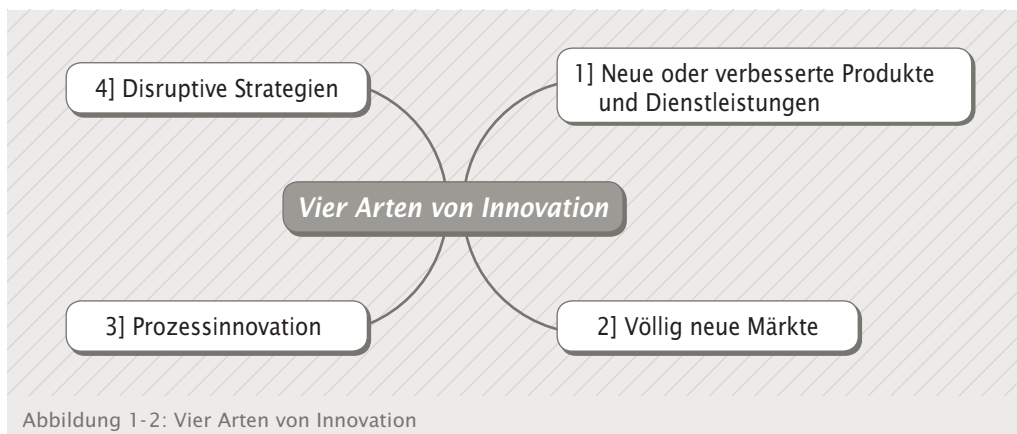 4] Disruptive Strategien
1] Neue oder verbesserte Produkte
und Dienstleistungen
Vier Arten von Innovation
3] Prozessinnovation
2] Völlig neue Märkte
Abbildung 1-2: Vier Arten von Innovation